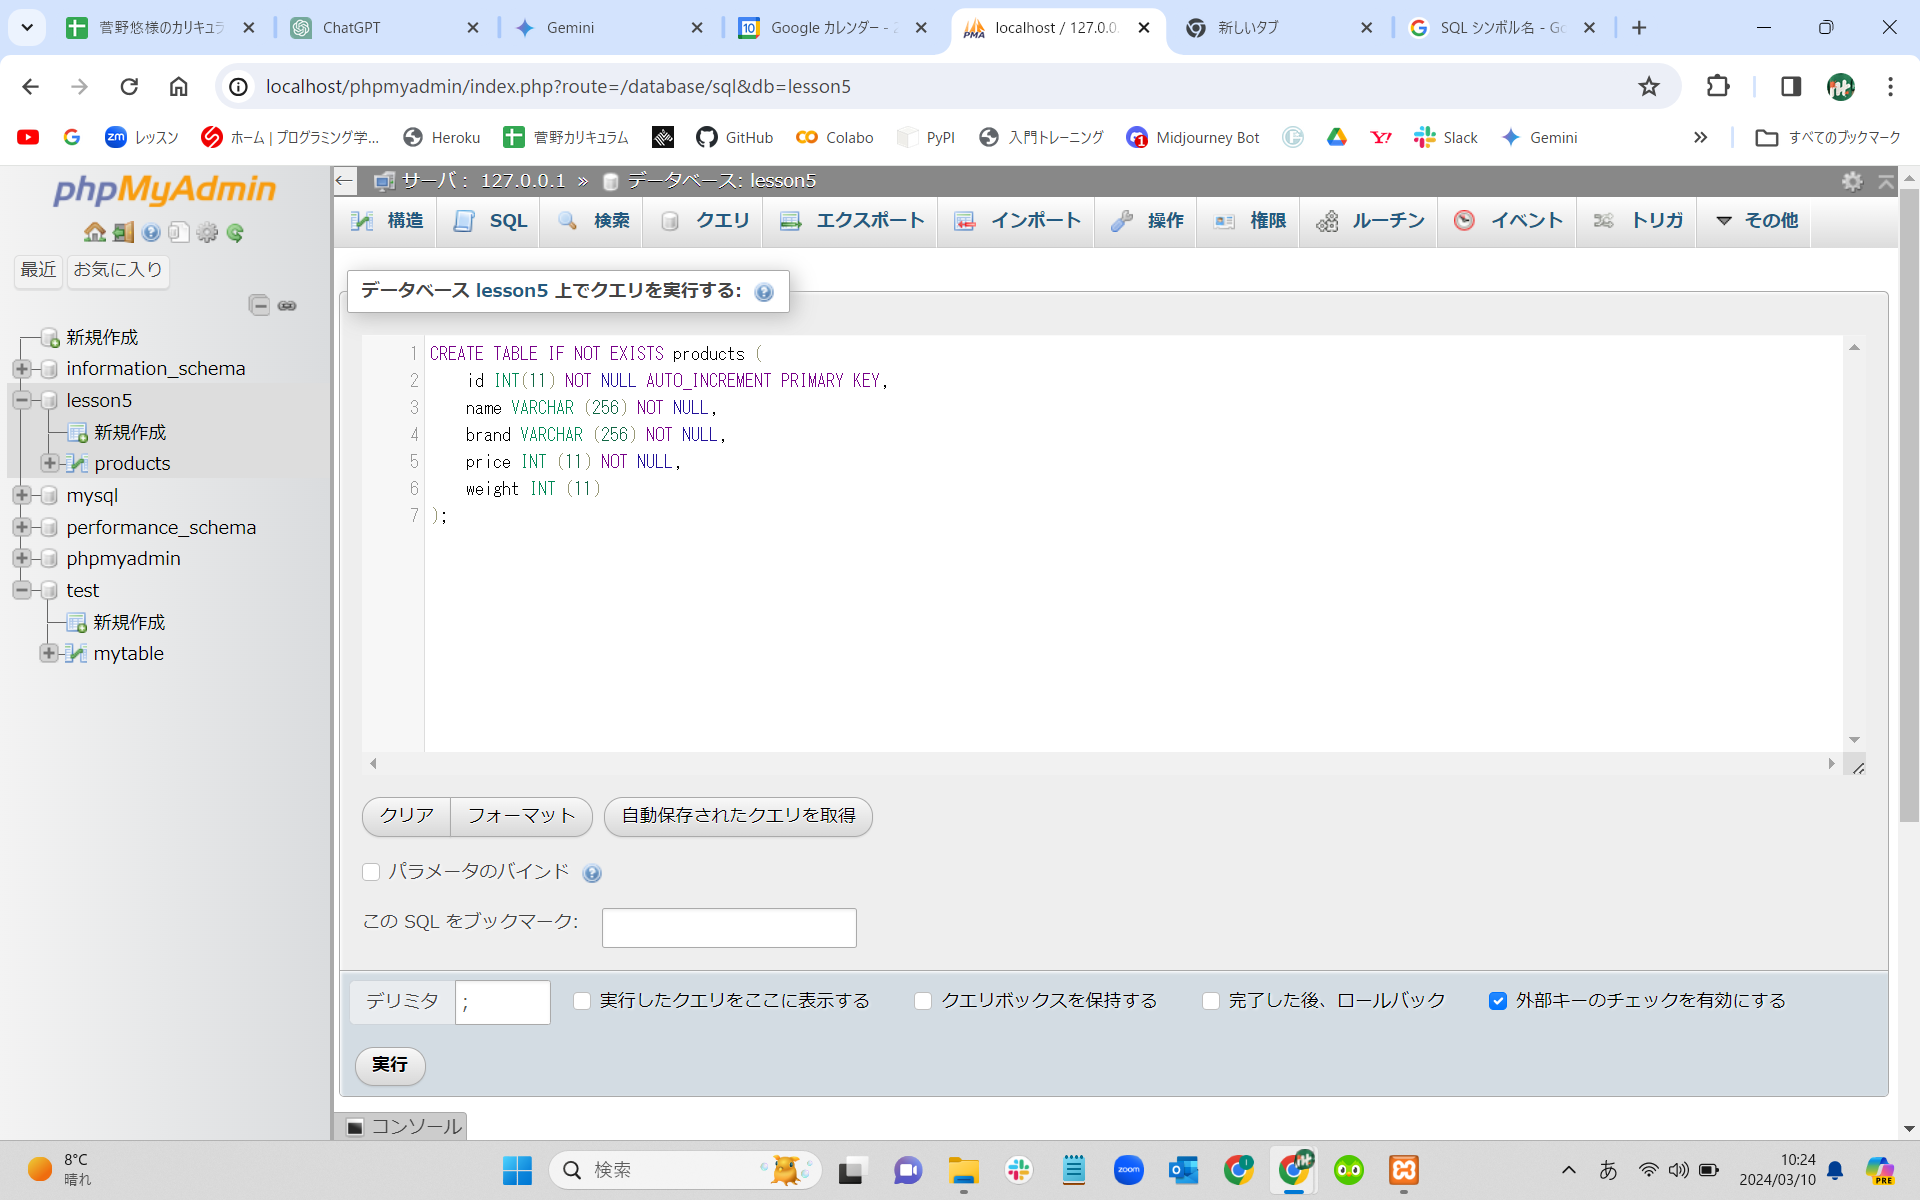 菅野悠様のカリキュラ
ChatGPT
Gemini
Google カレンダー - 2
localhost / 127.0.0.
新しいタブ
SQL シンボル名 - Go
localhost/phpmyadmin/index.php?route=/database/sql&db=lesson5
レッスン
ホーム | プログラミング学...
Heroku
菅野カリキュラム
GitHub
Colabo
PyPI
入門トレーニング
Midjourney Bot
Slack
Gemini
すべてのブックマーク
phpMyAdmin
最近
お気に入り
新規作成
information_schema
lesson5
新規作成
products
mysql
performance_schema
phpmyadmin
test
新規作成
mytable
サーバ: 127.0.0.1 » データベース: lesson5
構造
SQL
検索
クエリ
エクスポート
インポート
操作
権限
ルーチン
イベント
トリガ
その他
データベース lesson5 上でクエリを実行する:
1 CREATE TABLE IF NOT EXISTS products (
2 id INT(11) NOT NULL AUTO_INCREMENT PRIMARY KEY,
3 name VARCHAR (256) NOT NULL,
4 brand VARCHAR (256) NOT NULL,
5 price INT (11) NOT NULL,
6 weight INT (11)
7 );
クリア
フォーマット
自動保存されたクエリを取得
パラメータのバインド
この SQL をブックマーク:
デリミタ
;
実行したクエリをここに表示する
クエリボックスを保持する
完了した後、ロールバック
外部キーのチェックを有効にする
実行
コンソール
8°C
晴れ
検索
zoom
あ
10:24
2024/03/10
PRE